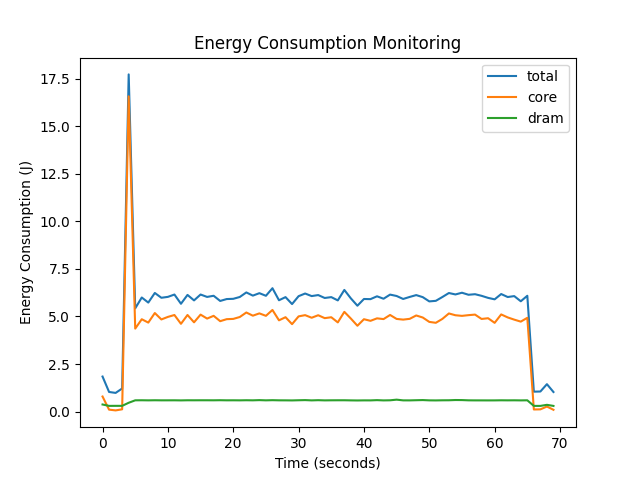 Energy Consumption Monitoring
total
core
dram
17.5
15.0
12.5
10.0
7.5
5.0
2.5
0.0
Energy Consumption (J)
0 10 20 30 40 50 60 70
Time (seconds)